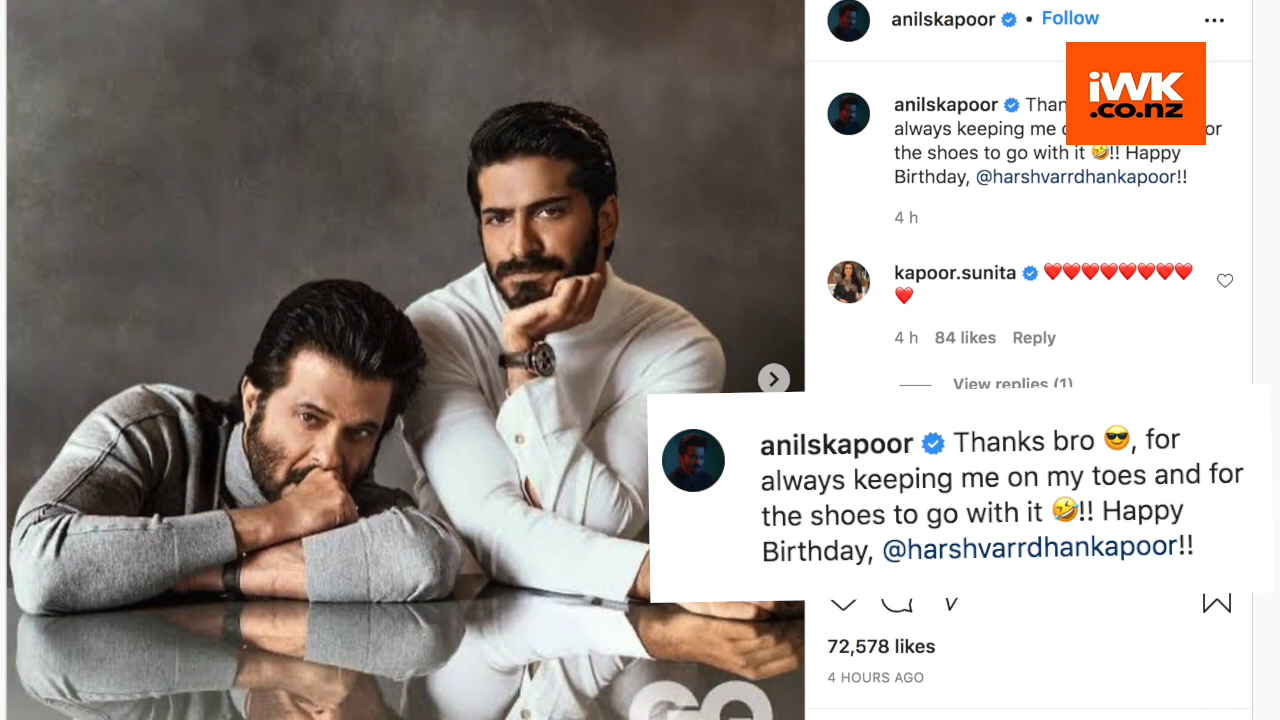 anilskapoor • Follow
iWK
.co.nz
anilskapoor
always keeping me
the shoes to go with it 🤣!! Happy
Birthday, @harshvarrdhankapoor!!
4 h
kapoor.sunita ❤️❤️❤️❤️❤️❤️❤️❤️
❤️
4 h 84 likes Reply
View replies (1)
anilskapoor Thanks bro 😎, for
always keeping me on my toes and for
the shoes to go with it 🤣!! Happy
Birthday, @harshvarrdhankapoor!!
72,578 likes
4 HOURS AGO
GQ